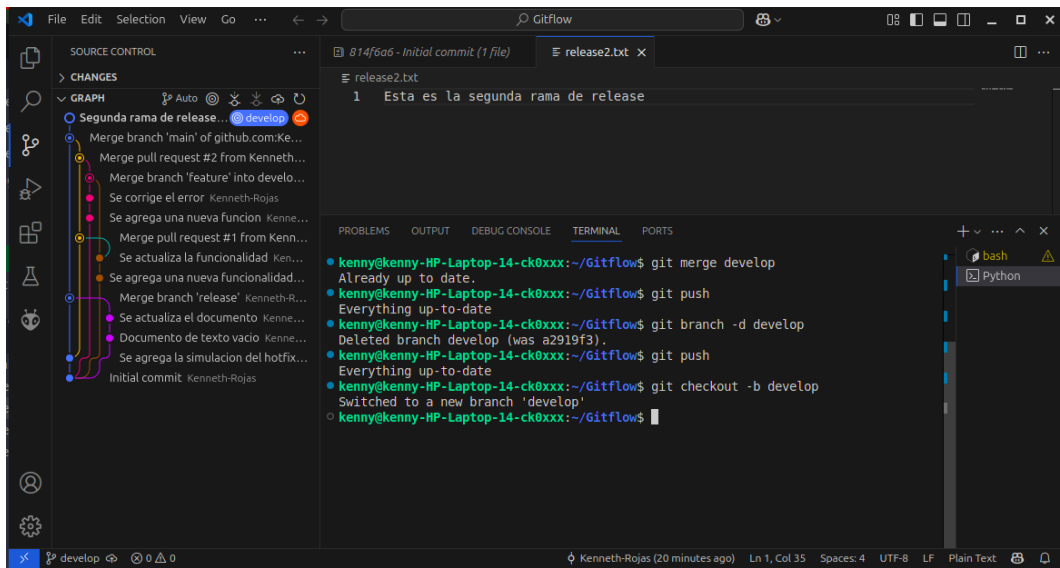 File Edit Selection View Go ··· ← → Gitflow
SOURCE CONTROL ···
CHANGES
GRAPH Auto
Segunda rama de release... develop
Merge branch 'main' of github.com:Ke...
Merge pull request #2 from Kenneth...
Merge branch 'feature' into develo...
Se corrige el error Kenneth-Rojas
Se agrega una nueva funcion Kenne...
Merge pull request #1 from Kenn...
Se actualiza la funcionalidad Ken...
Se agrega una nueva funcionalidad...
Merge branch 'release' Kenneth-R...
Se actualiza el documento Kenne...
Documento de texto vacio Kenne...
Se agrega la simulacion del hotfix...
Initial commit Kenneth-Rojas
814f6a6 - Initial commit (1 file) release2.txt
release2.txt
1 Esta es la segunda rama de release
PROBLEMS OUTPUT DEBUG CONSOLE TERMINAL PORTS
kenny@kenny-HP-Laptop-14-ck0xxx:~/Gitflow$ git merge develop
Already up to date.
kenny@kenny-HP-Laptop-14-ck0xxx:~/Gitflow$ git push
Everything up-to-date
kenny@kenny-HP-Laptop-14-ck0xxx:~/Gitflow$ git branch -d develop
Deleted branch develop (was a2919f3).
kenny@kenny-HP-Laptop-14-ck0xxx:~/Gitflow$ git push
Everything up-to-date
kenny@kenny-HP-Laptop-14-ck0xxx:~/Gitflow$ git checkout -b develop
Switched to a new branch 'develop'
kenny@kenny-HP-Laptop-14-ck0xxx:~/Gitflow$
bash
Python
develop 0 0 Kenneth-Rojas (20 minutes ago) Ln 1, Col 35 Spaces: 4 UTF-8 LF Plain Text